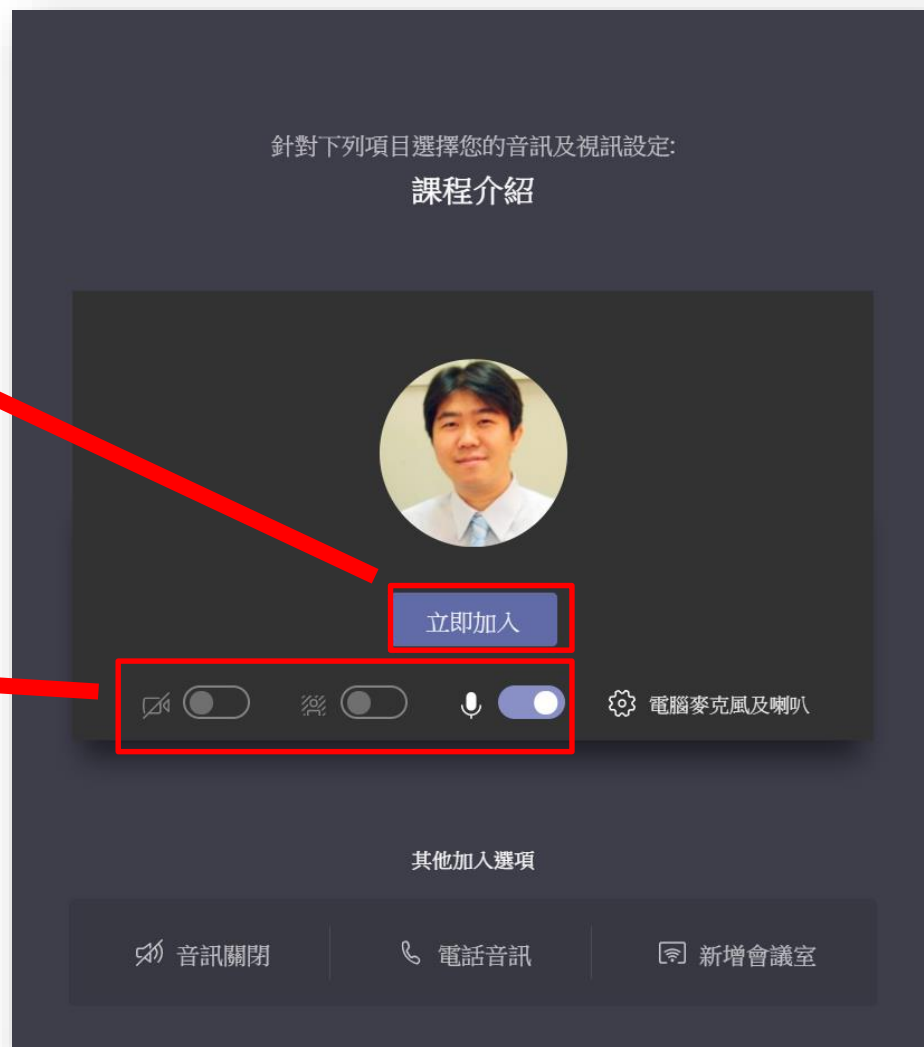 針對下列項目選擇您的音訊及視訊設定:
課程介紹
立即加入
電腦麥克風及喇叭
其他加入選項
音訊關閉
電話音訊
新增會議室